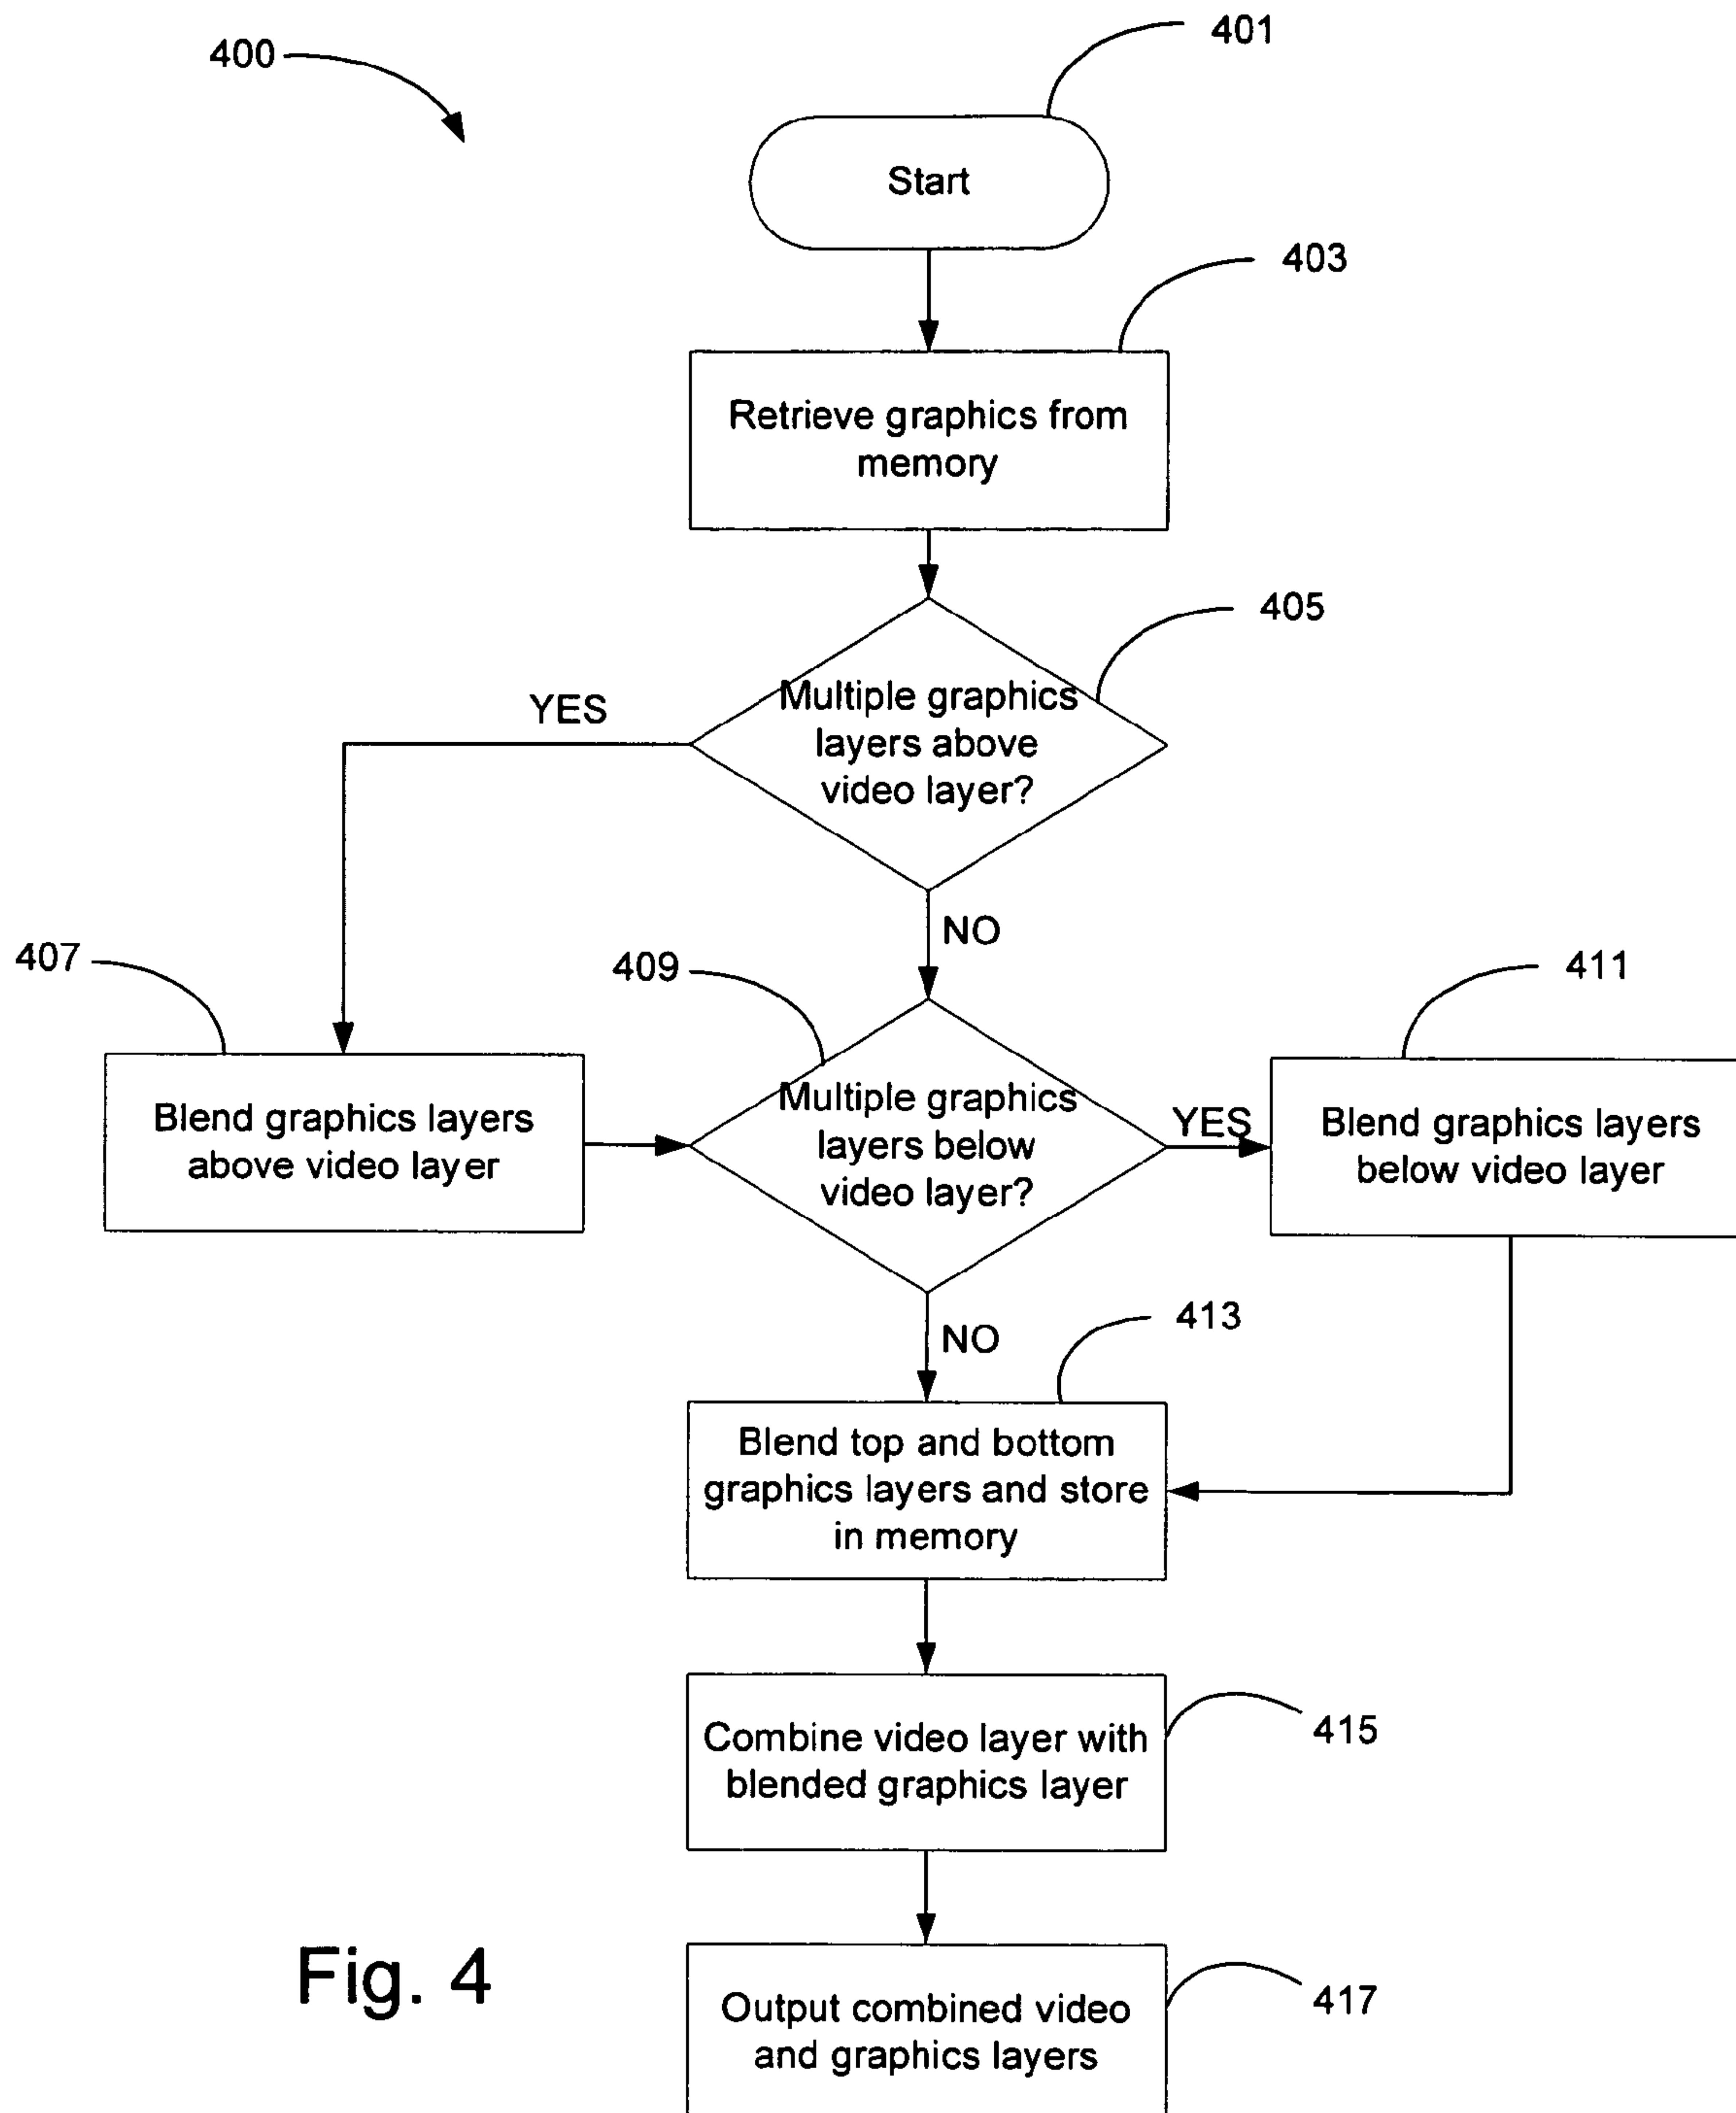 400
401
Start
403
Retrieve graphics from
memory
405
YES
Multiple graphics
layers above
video layer?
NO
407
409
411
Blend graphics layers
above video layer
Multiple graphics
layers below
video layer?
YES
Blend graphics layers
below video layer
NO
413
Blend top and bottom
graphics layers and store
in memory
415
Combine video layer with
blended graphics layer
Fig. 4
417
Output combined video
and graphics layers